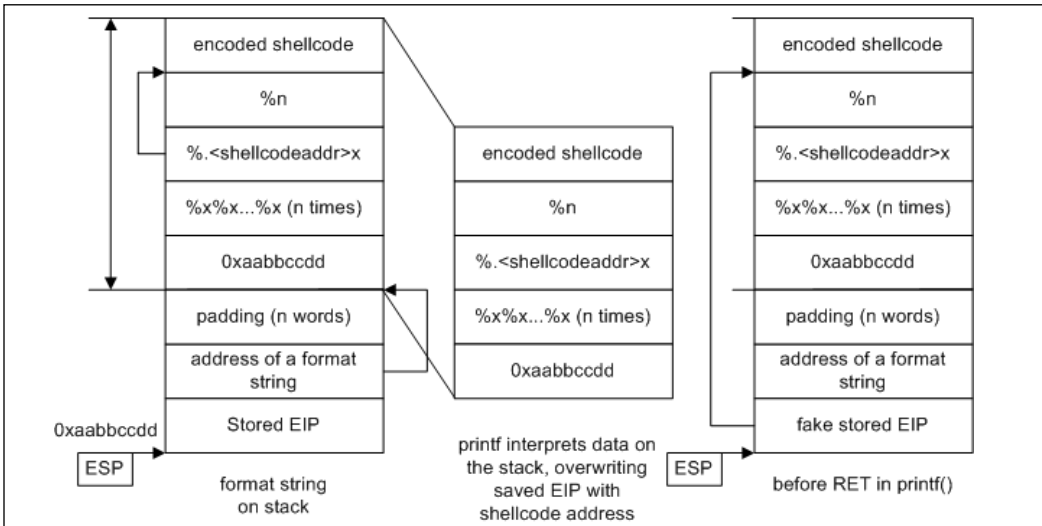 encoded shellcode
%n
%.<shellcodeaddr>x
%x%x...%x (n times)
0xaabbccdd
padding (n words)
address of a format
string
Stored EIP
0xaabbccdd
ESP
format string
on stack
encoded shellcode
%n
%.<shellcodeaddr>x
%x%x...%x (n times)
0xaabbccdd
printf interprets data on
the stack, overwriting
saved EIP with
shellcode address
encoded shellcode
%n
%.<shellcodeaddr>x
%x%x...%x (n times)
0xaabbccdd
padding (n words)
address of a format
string
fake stored EIP
ESP
before RET in printf()